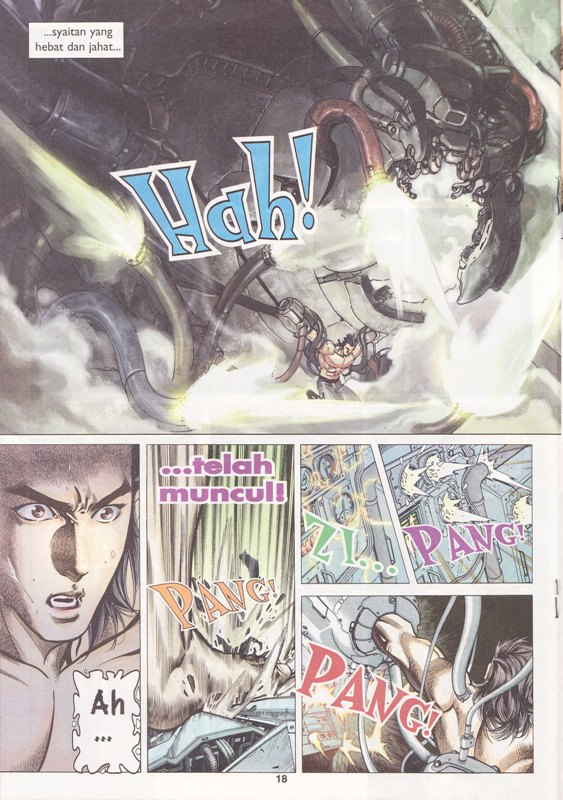 ...syaitan yang
hebat dan jahat...
Hah!
Ah
...
...telah
muncul!
PANG!
ZI...
PANG!
PANG!
18